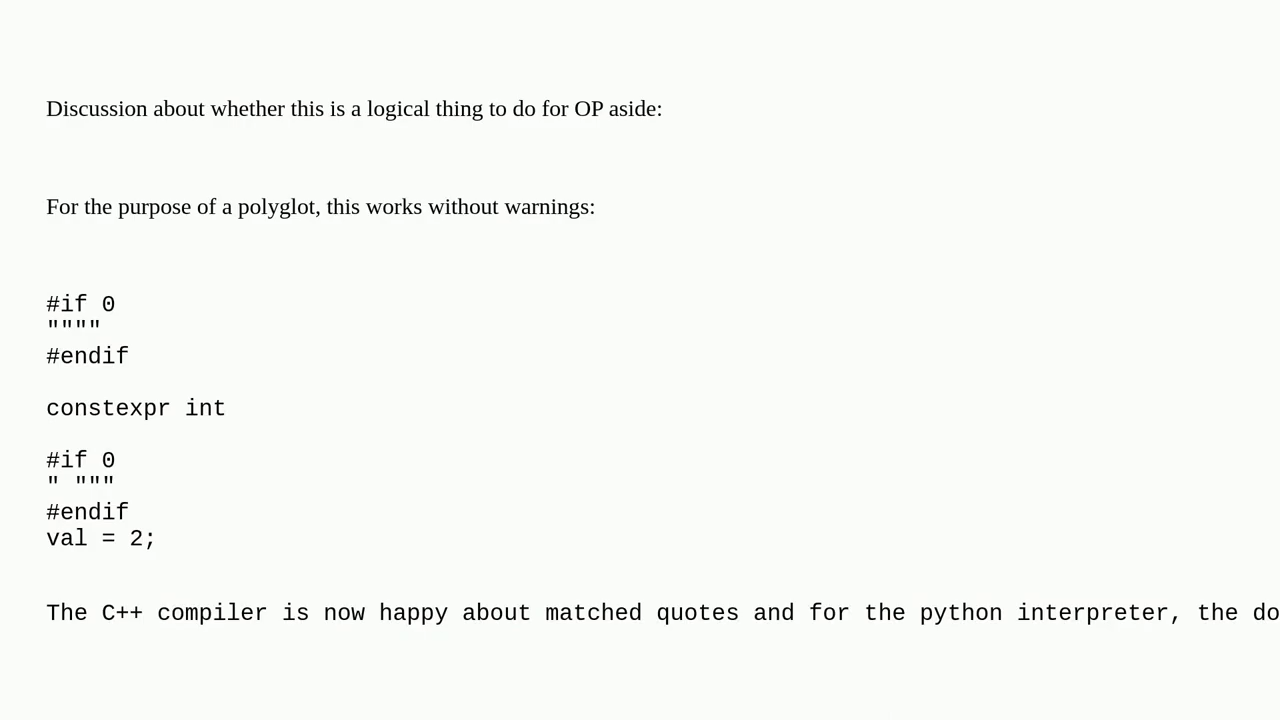 Discussion about whether this is a logical thing to do for OP aside:
For the purpose of a polyglot, this works without warnings:
#if 0
""""
#endif
constexpr int
#if 0
" """
#endif
val = 2;
The C++ compiler is now happy about matched quotes and for the python interpreter, the do